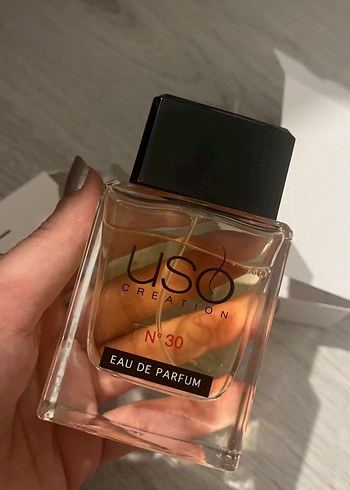 uso
CREATION
N° 30
EAU DE PARFUM